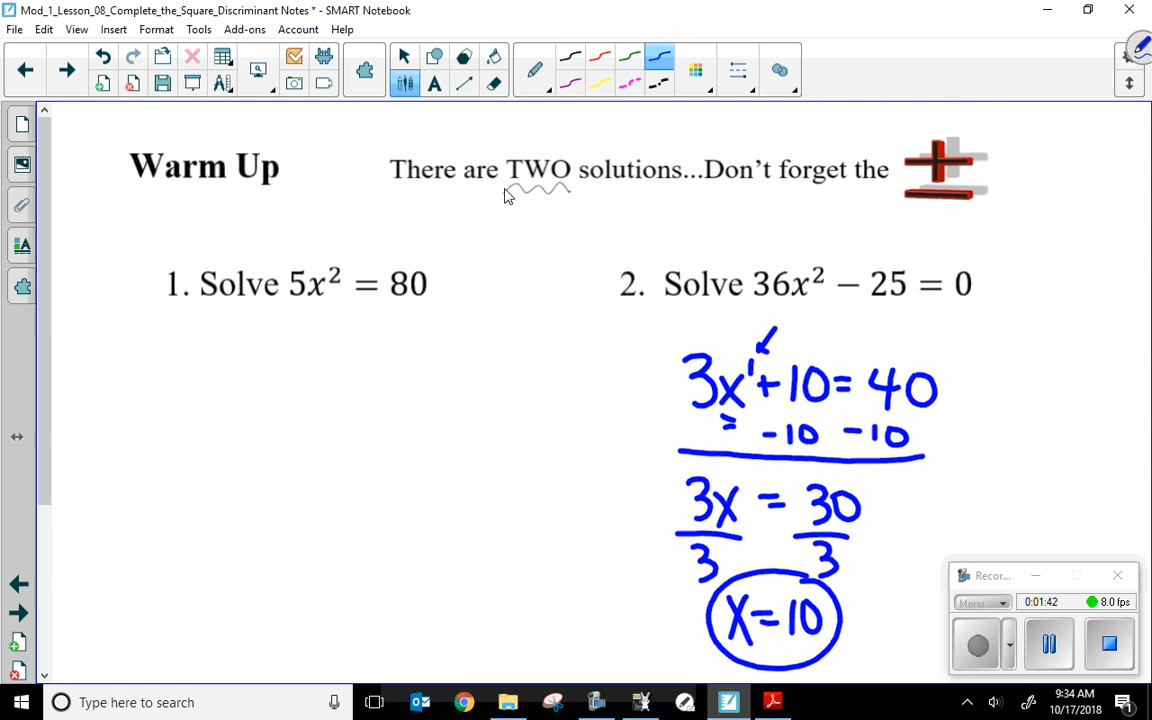 Mod_1_Lesson_08_Complete_the_Square_Discriminant Notes * - SMART Notebook
File Edit View Insert Format Tools Add-ons Account Help
Warm Up There are TWO solutions...Don't forget the ±
1. Solve 5x² = 80 2. Solve 36x² − 25 = 0
3x¹+10=40
-10 -10
3x = 30
3 3
x=10
Recor...
Menu 0:01:42 8.0 fps
Type here to search
9:34 AM
10/17/2018
1